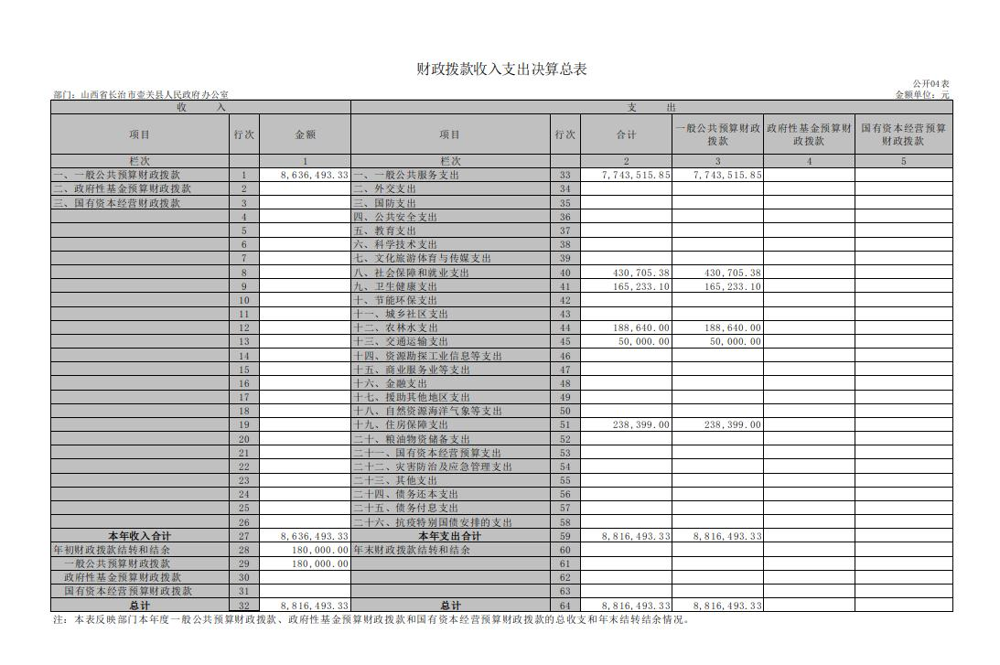 财政拨款收入支出决算总表
公开04表
部门：山西省长治市壶关县人民政府办公室 金额单位：元
收 入 支 出
项目 行次 金额 项目 行次 合计 一般公共预算财政拨款 政府性基金预算财政拨款 国有资本经营预算财政拨款
栏次 1 栏次 2 3 4 5
一、一般公共预算财政拨款 1 8,636,493.33 一、一般公共服务支出 33 7,743,515.85 7,743,515.85
二、政府性基金预算财政拨款 2 二、外交支出 34
三、国有资本经营财政拨款 3 三、国防支出 35
4 四、公共安全支出 36
5 五、教育支出 37
6 六、科学技术支出 38
7 七、文化旅游体育与传媒支出 39
8 八、社会保障和就业支出 40 430,705.38 430,705.38
9 九、卫生健康支出 41 165,233.10 165,233.10
10 十、节能环保支出 42
11 十一、城乡社区支出 43
12 十二、农林水支出 44 188,640.00 188,640.00
13 十三、交通运输支出 45 50,000.00 50,000.00
14 十四、资源勘探工业信息等支出 46
15 十五、商业服务业等支出 47
16 十六、金融支出 48
17 十七、援助其他地区支出 49
18 十八、自然资源海洋气象等支出 50
19 十九、住房保障支出 51 238,399.00 238,399.00
20 二十、粮油物资储备支出 52
21 二十一、国有资本经营预算支出 53
22 二十二、灾害防治及应急管理支出 54
23 二十三、其他支出 55
24 二十四、债务还本支出 56
25 二十五、债务付息支出 57
26 二十六、抗疫特别国债安排的支出 58
本年收入合计 27 8,636,493.33 本年支出合计 59 8,816,493.33 8,816,493.33
年初财政拨款结转和结余 28 180,000.00 年末财政拨款结转和结余 60
一般公共预算财政拨款 29 180,000.00 61
政府性基金预算财政拨款 30 62
国有资本经营预算财政拨款 31 63
总计 32 8,816,493.33 总计 64 8,816,493.33 8,816,493.33
注：本表反映部门本年度一般公共预算财政拨款、政府性基金预算财政拨款和国有资本经营预算财政拨款的总收支和年末结转结余情况。